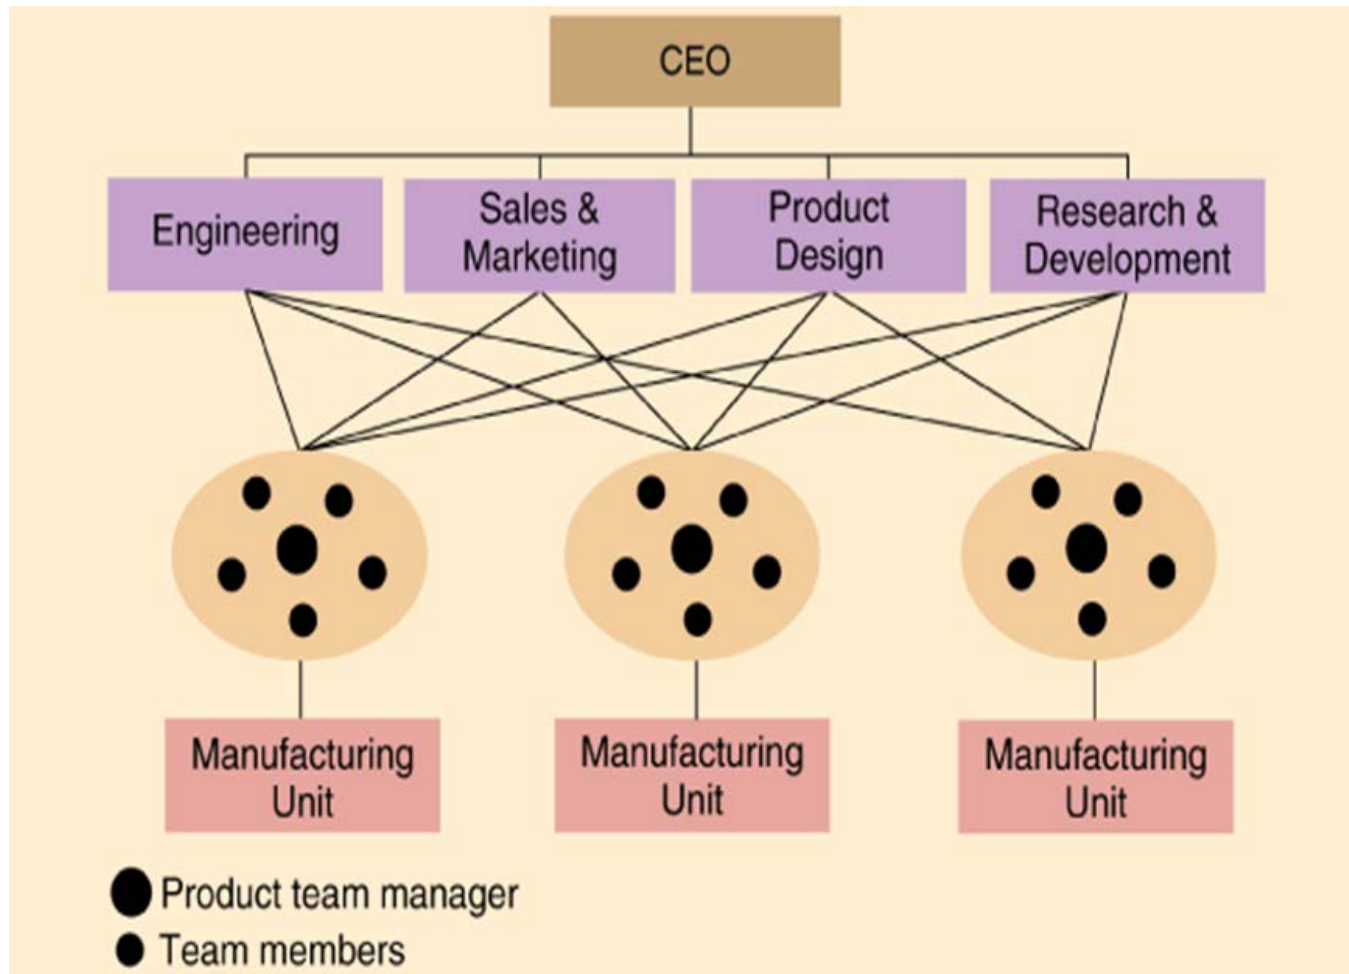 CEO
Engineering
Sales &
Marketing
Product
Design
Research &
Development
Manufacturing
Unit
Manufacturing
Unit
Manufacturing
Unit
Product team manager
Team members